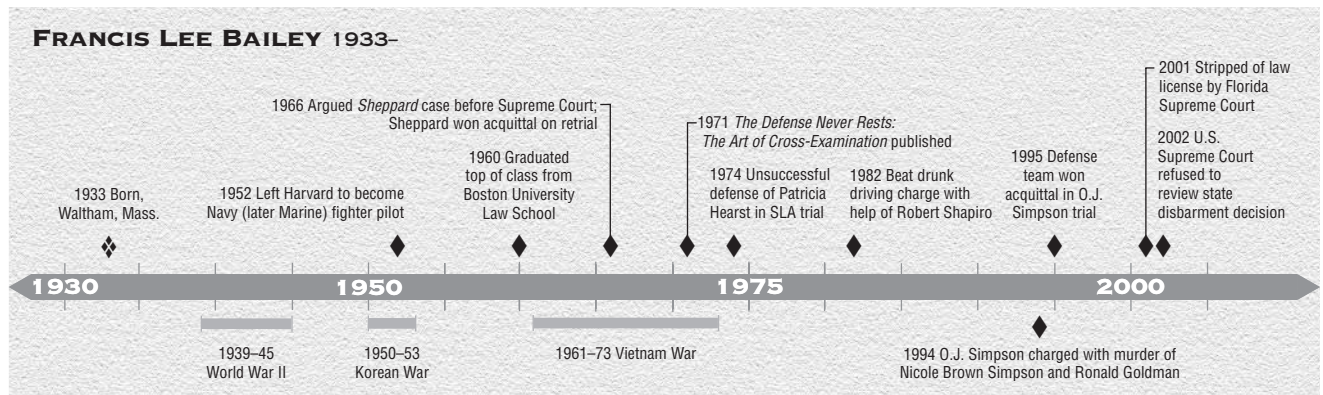 FRANCIS LEE BAILEY 1933–
1966 Argued Sheppard case before Supreme Court;
Sheppard won acquittal on retrial
1971 The Defense Never Rests:
The Art of Cross-Examination published
2001 Stripped of law
license by Florida
Supreme Court
1933 Born,
Waltham, Mass.
1952 Left Harvard to become
Navy (later Marine) fighter pilot
1960 Graduated
top of class from
Boston University
Law School
1974 Unsuccessful
defense of Patricia
Hearst in SLA trial
1982 Beat drunk
driving charge with
help of Robert Shapiro
1995 Defense
team won
acquittal in O.J.
Simpson trial
2002 U.S.
Supreme Court
refused to
review state
disbarment decision
1930 1950 1975 2000
1939–45
World War II
1950–53
Korean War
1961–73 Vietnam War
1994 O.J. Simpson charged with murder of
Nicole Brown Simpson and Ronald Goldman